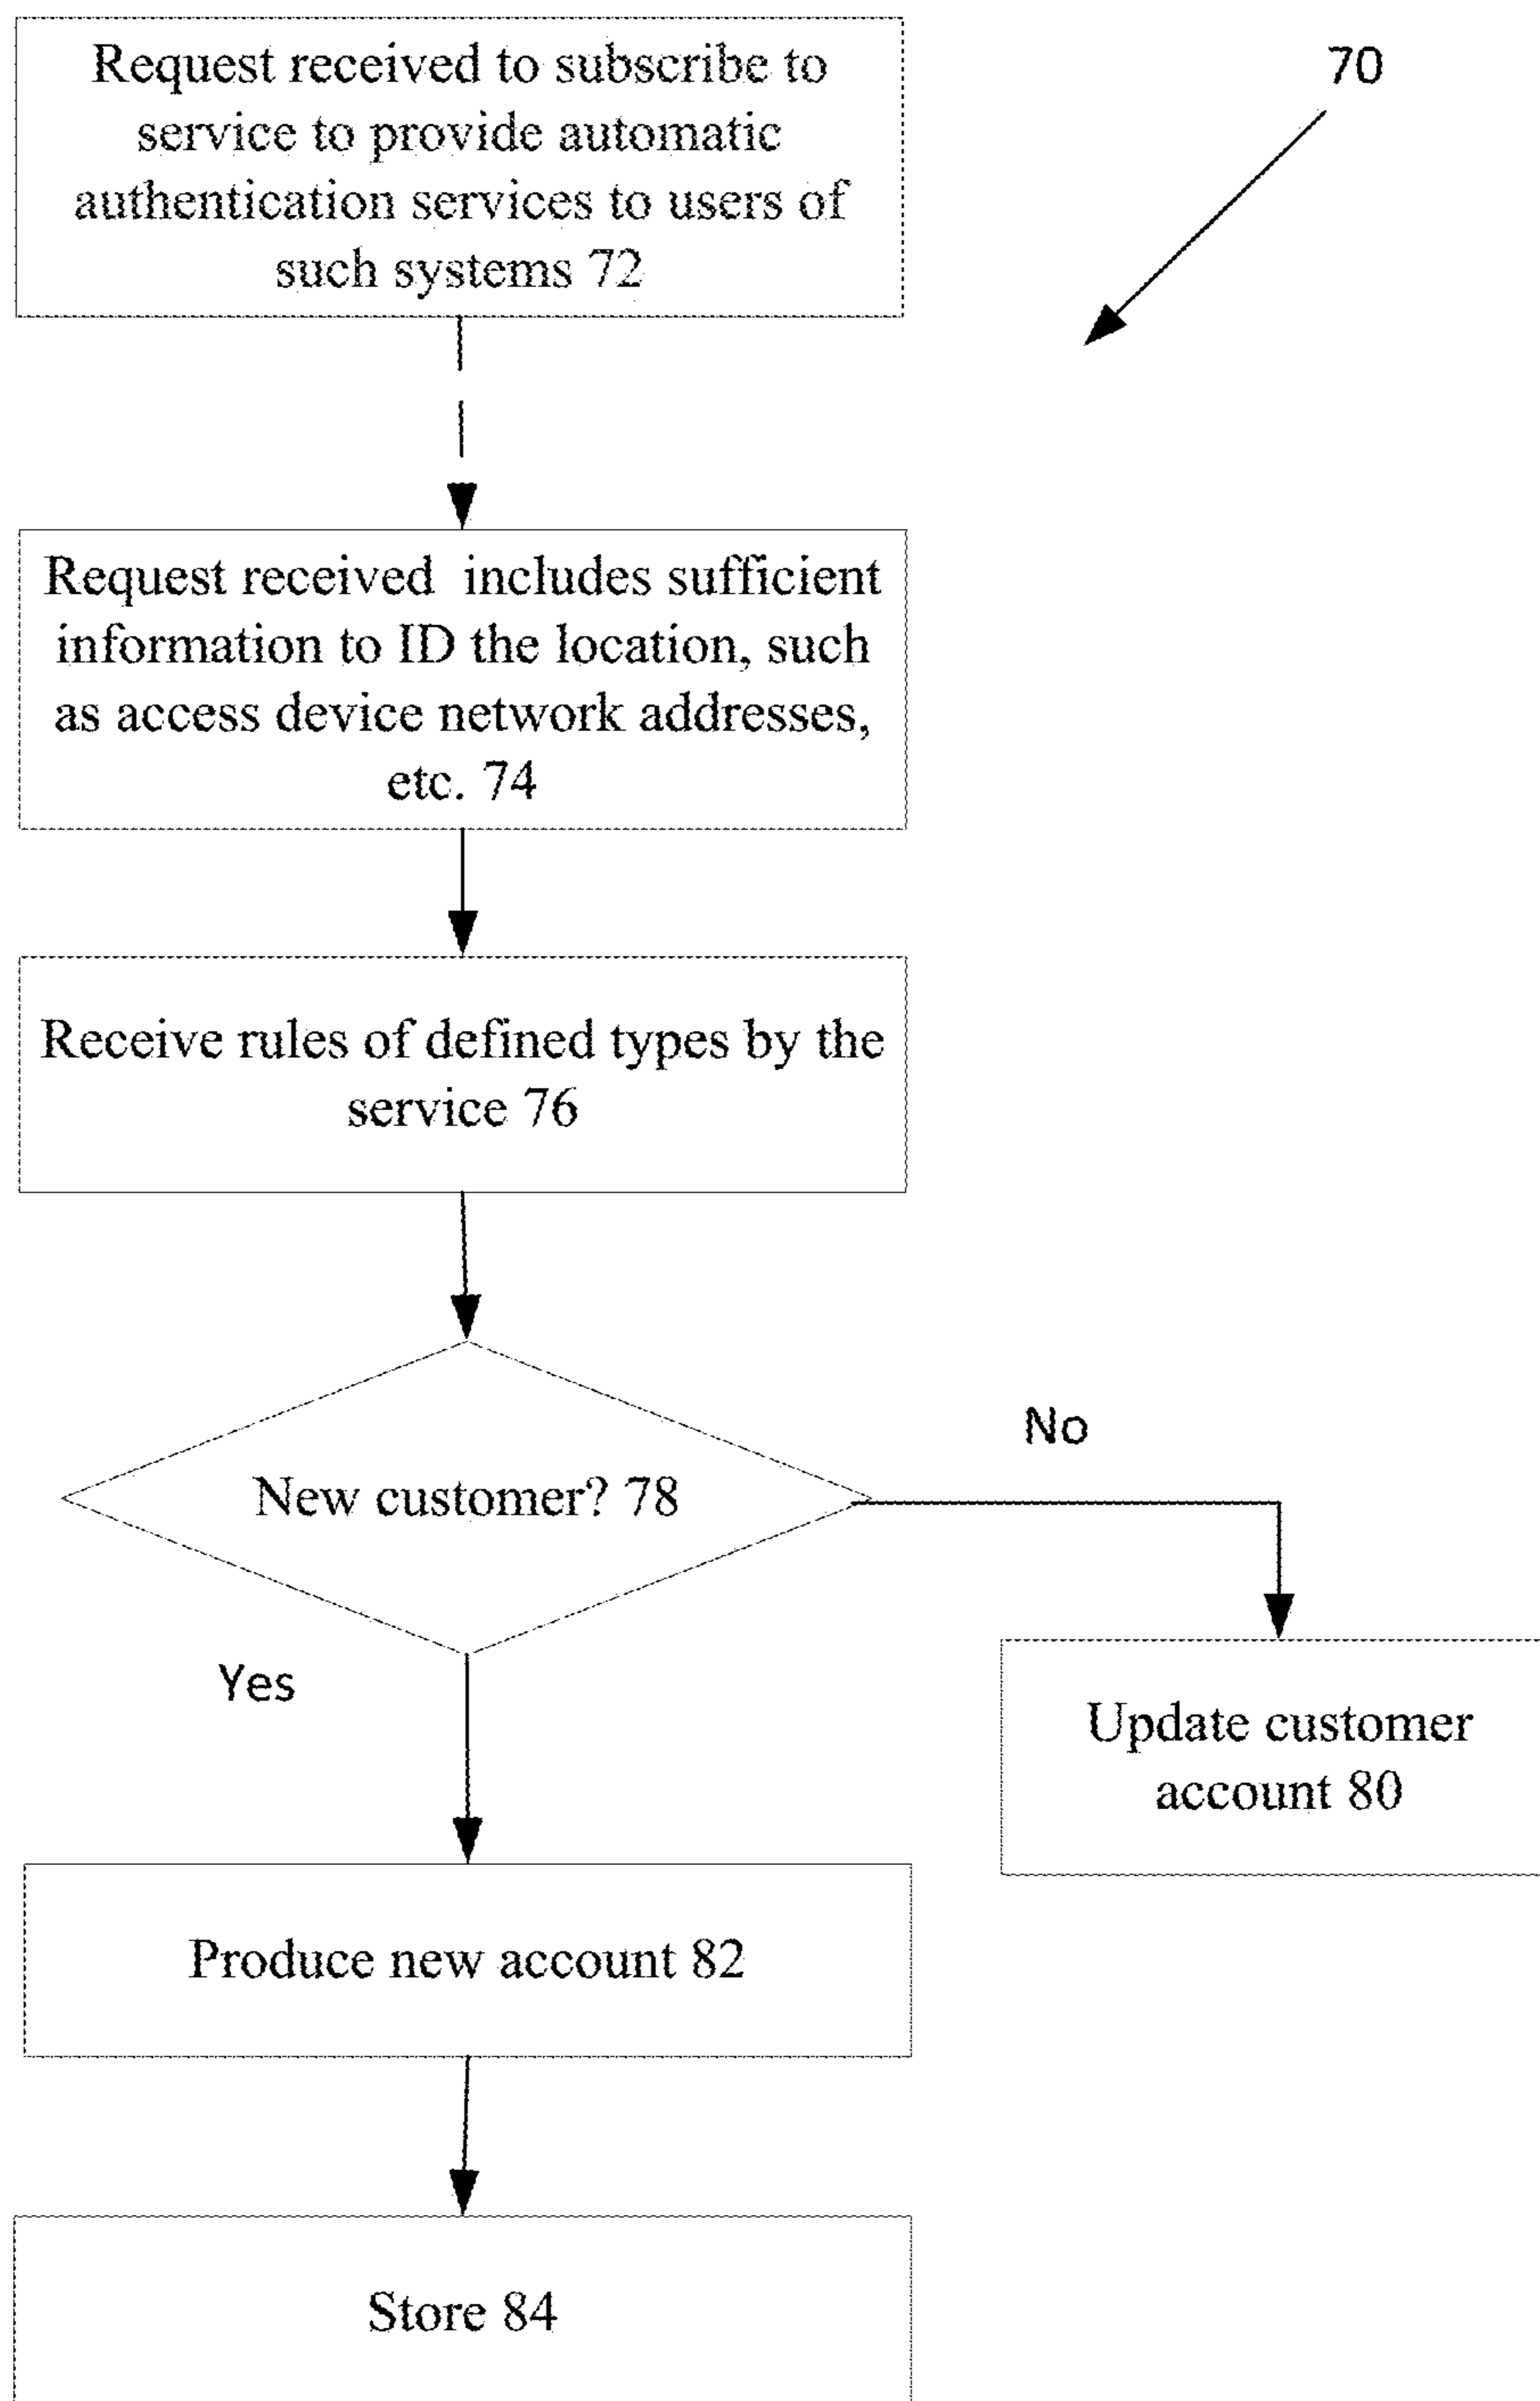 Request received to subscribe to
service to provide automatic
authentication services to users of
such systems 72
70
Request received  includes sufficient
information to ID the location, such
as access device network addresses,
etc. 74
Receive rules of defined types by the
service 76
New customer? 78
No
Yes
Update customer
account 80
Produce new account 82
Store 84